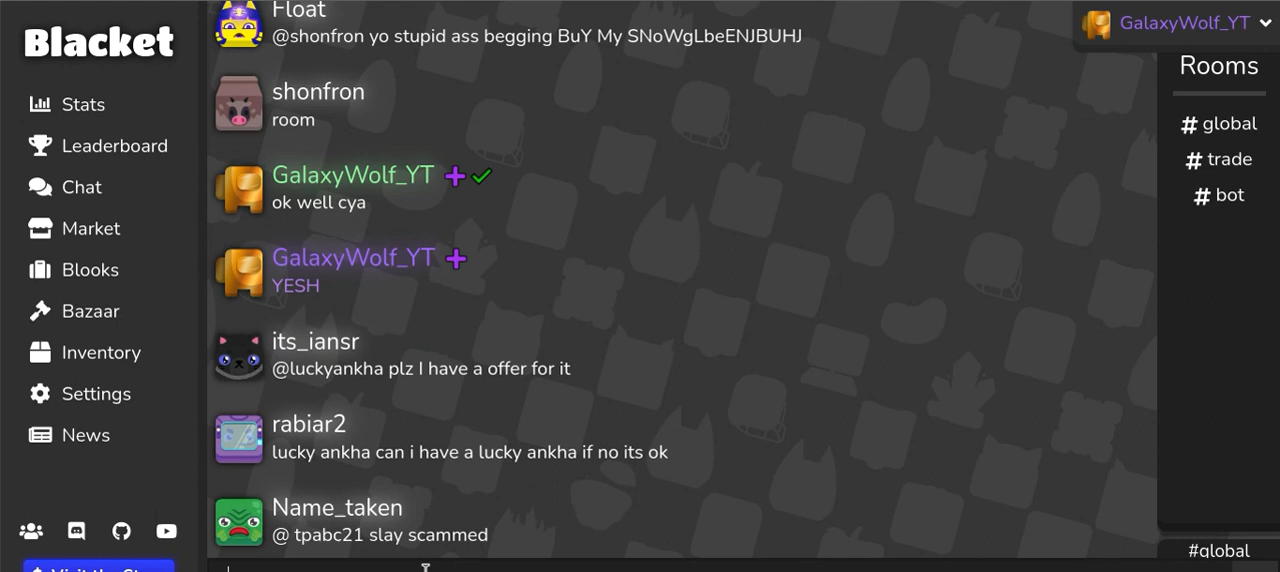 Blacket
Stats
Leaderboard
Chat
Market
Blooks
Bazaar
Inventory
Settings
News
Float
@shonfron yo stupid ass begging BuY My SNoWgLbeENJBUHJ
shonfron
room
GalaxyWolf_YT
ok well cya
GalaxyWolf_YT
YESH
its_iansr
@luckyankha plz I have a offer for it
rabiar2
lucky ankha can i have a lucky ankha if no its ok
Name_taken
@ tpabc21 slay scammed
GalaxyWolf_YT
Rooms
# global
# trade
# bot
#global